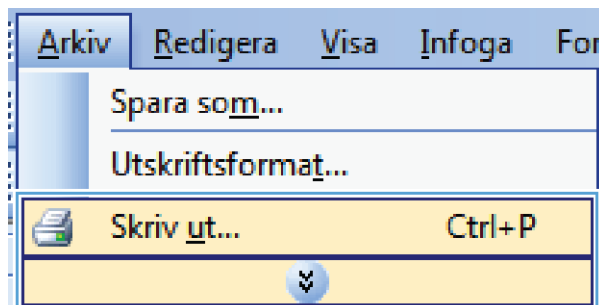 Arkiv Redigera Visa Infoga For
Spara som...
Utskriftsformat...
Skriv ut... Ctrl+P